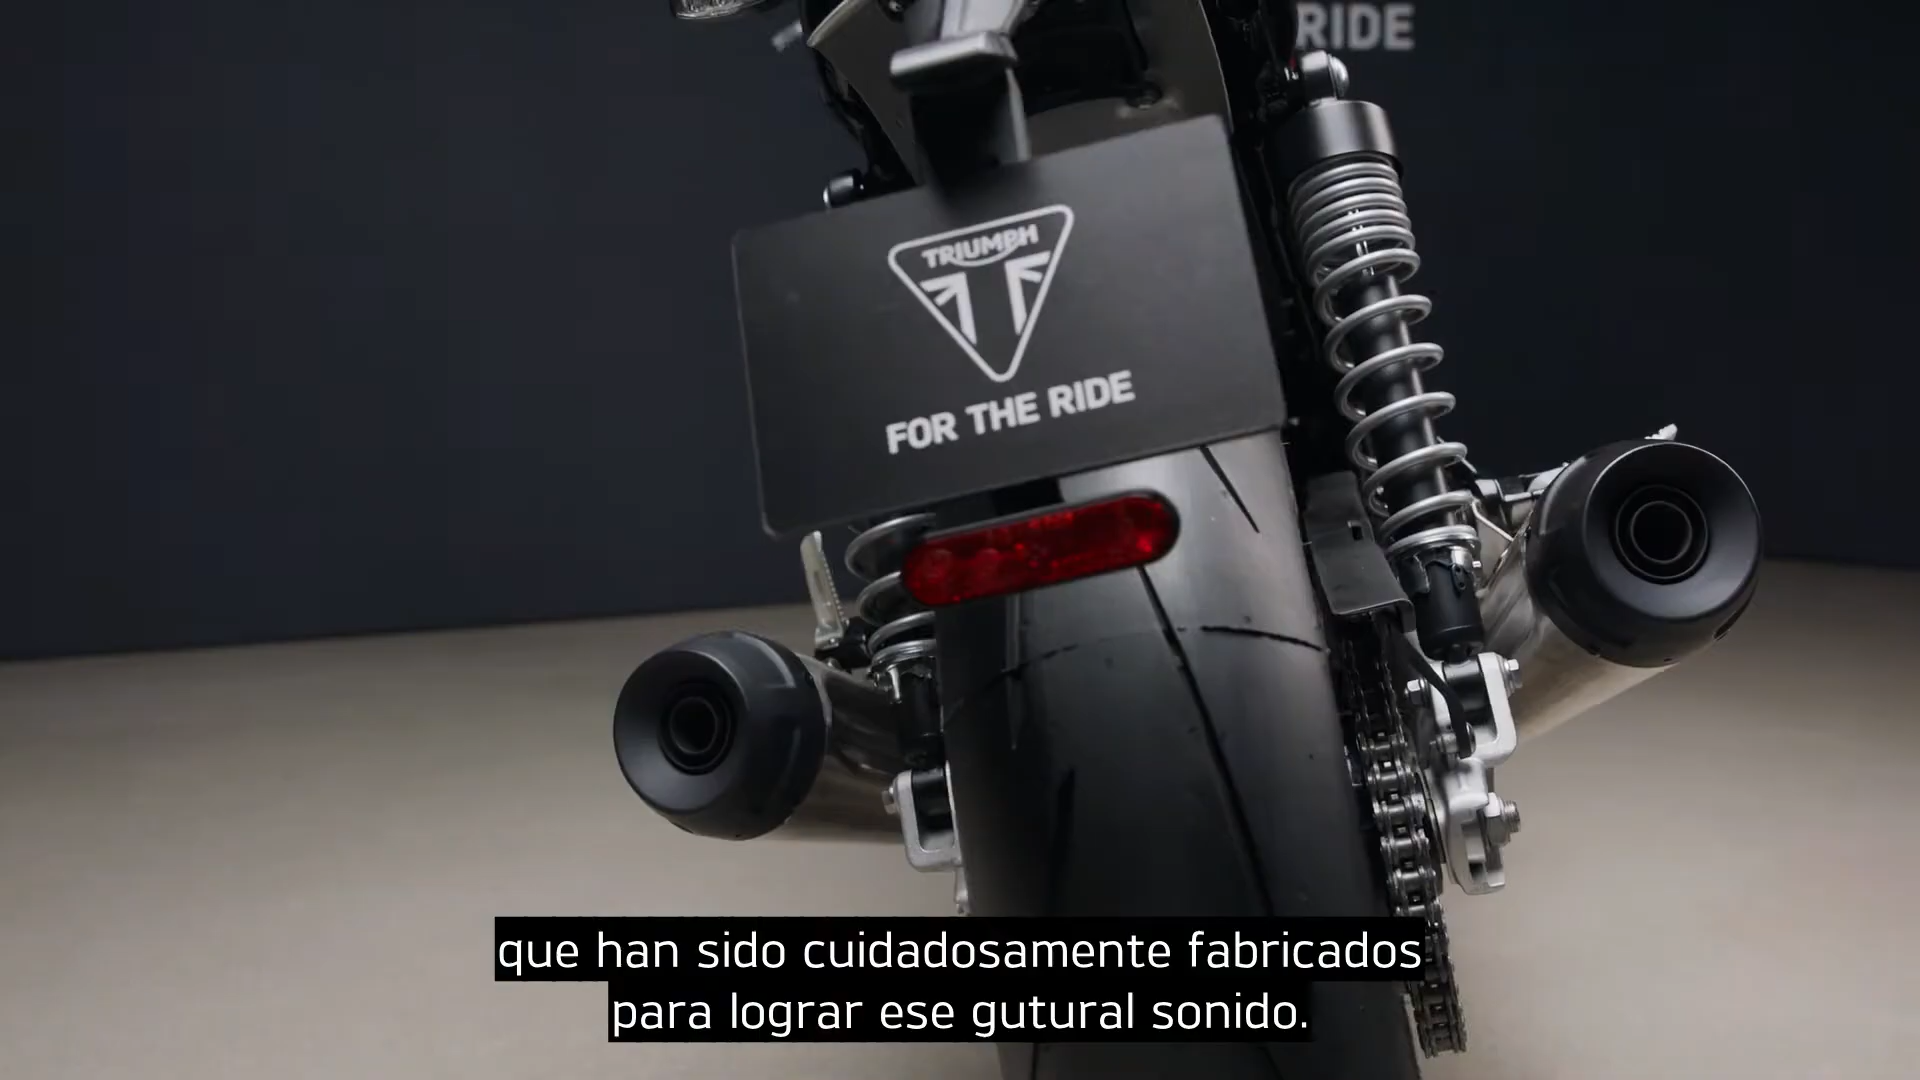 RIDE
TRIUMPH
FOR THE RIDE
que han sido cuidadosamente fabricados
para lograr ese gutural sonido.